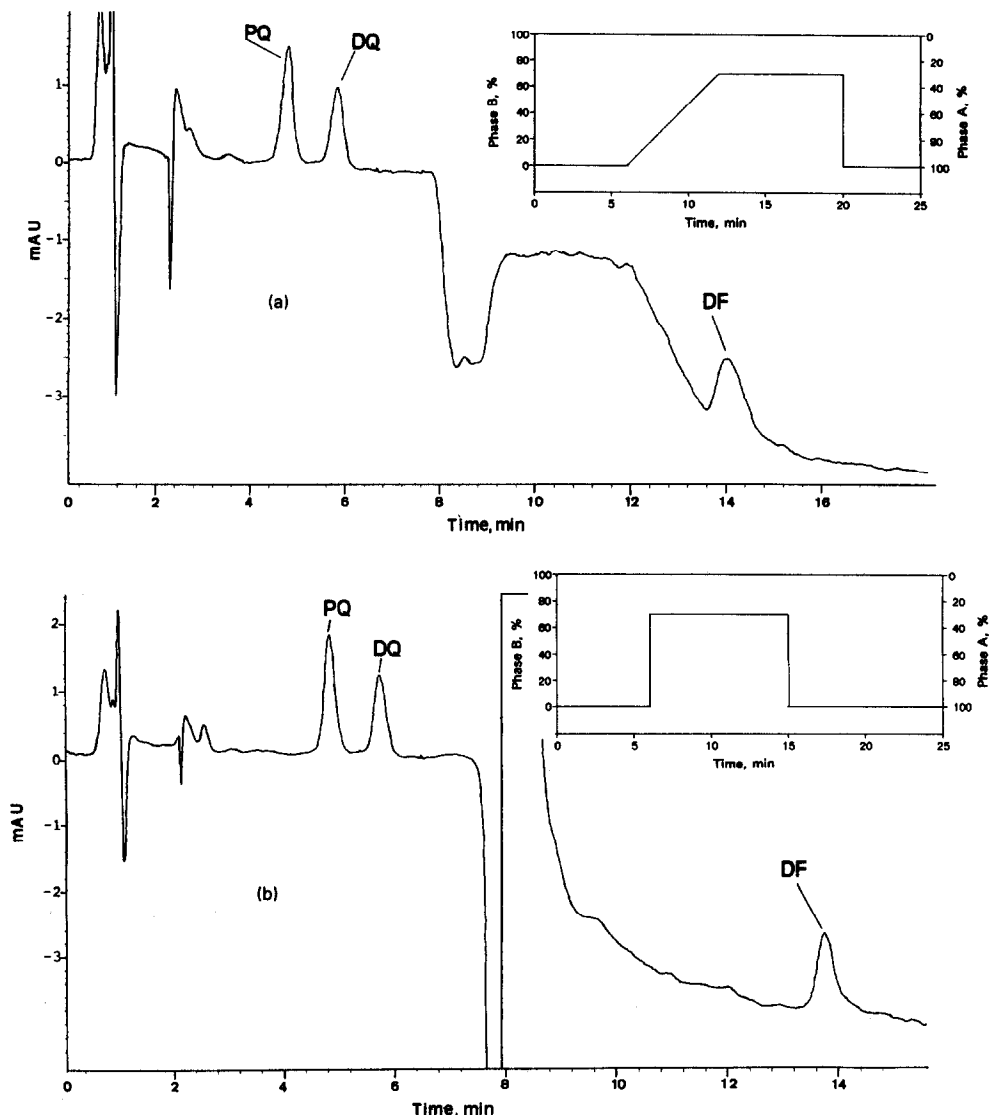 PQ
DQ
1
0
-1
-2
-3
mAU
(a)
DF
0 2 4 6 8 10 12 14 16
Time, min
100
80
60
40
20
0
Phase B, %
0
20
40
60
80
100
Phase A, %
0 5 10 15 20 25
Time, min
PQ
DQ
2
1
0
-1
-2
-3
mAU
(b)
DF
0 2 4 6 8 10 12 14
Time, min
100
80
60
40
20
0
Phase B, %
0
20
40
60
80
100
Phase A, %
0 5 10 15 20 25
Time, min